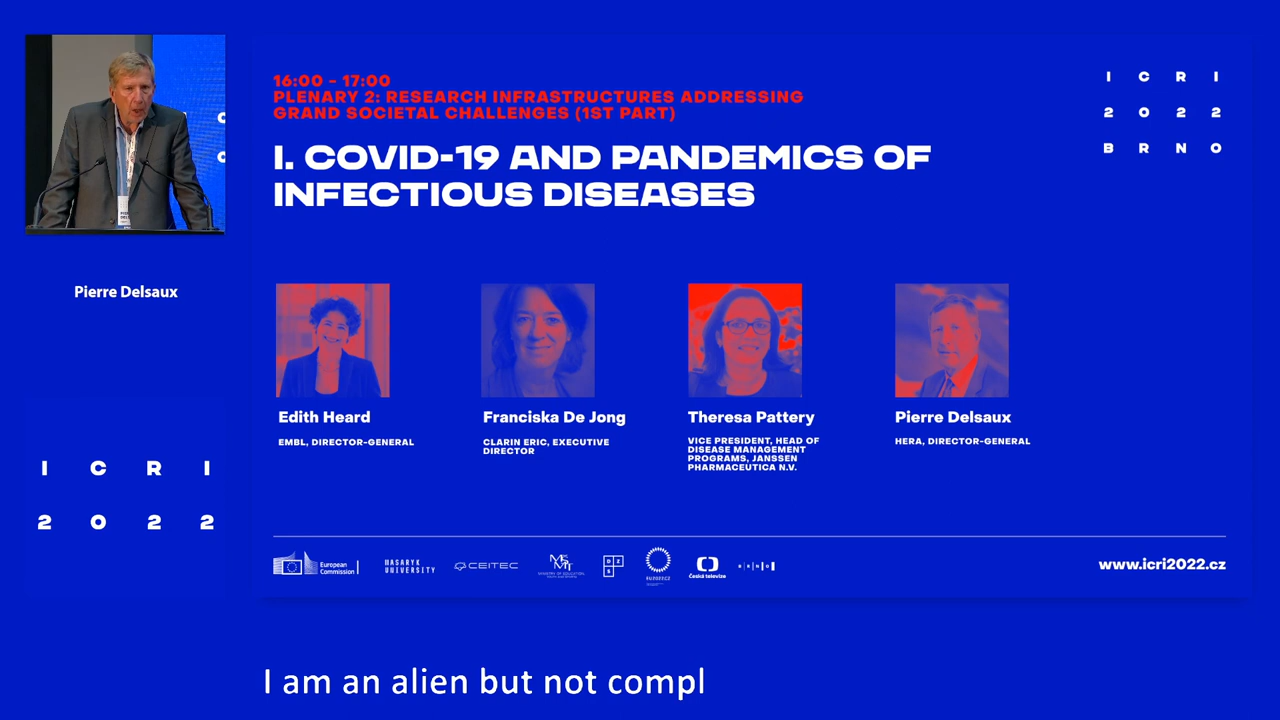 16:00 – 17:00
PLENARY 2: RESEARCH INFRASTRUCTURES ADDRESSING
GRAND SOCIETAL CHALLENGES (1ST PART)
I. COVID-19 AND PANDEMICS OF
INFECTIOUS DISEASES
I C R I
2 0 2 2
B R N O
Pierre Delsaux
Edith Heard
EMBL, DIRECTOR-GENERAL
Franciska De Jong
CLARIN ERIC, EXECUTIVE
DIRECTOR
Theresa Pattery
VICE PRESIDENT, HEAD OF
DISEASE MANAGEMENT
PROGRAMS, JANSSEN
PHARMACEUTICA N.V.
Pierre Delsaux
HERA, DIRECTOR-GENERAL
I C R I
2 0 2 2
European
Commission
MASARYK
UNIVERSITY
CEITEC
Česká televize
B R N O
www.icri2022.cz
I am an alien but not compl